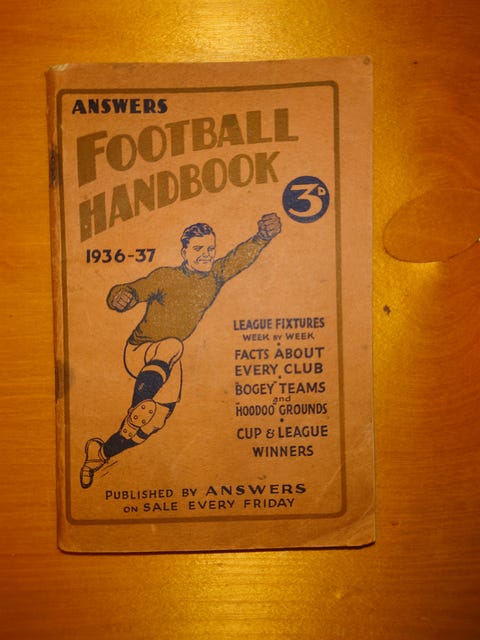 ANSWERS
FOOTBALL
HANDBOOK
3D
1936-37
LEAGUE FIXTURES
WEEK BY WEEK
FACTS ABOUT
EVERY CLUB
"BOGEY" TEAMS
and
"HOODOO" GROUNDS
CUP & LEAGUE
WINNERS
PUBLISHED BY ANSWERS
ON SALE EVERY FRIDAY